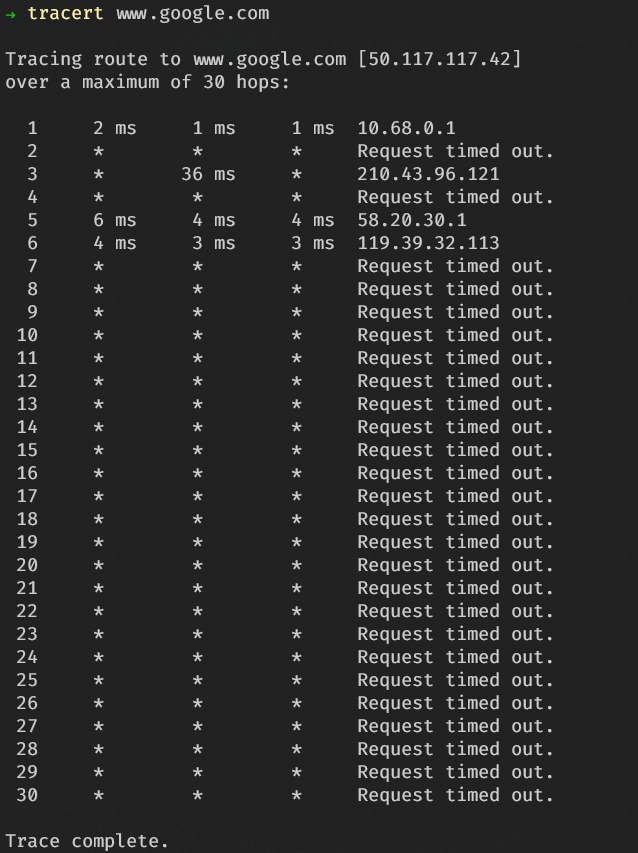 → tracert www.google.com
Tracing route to www.google.com [50.117.117.42]
over a maximum of 30 hops:
1 2 ms 1 ms 1 ms 10.68.0.1
2 * * * Request timed out.
3 * 36 ms * 210.43.96.121
4 * * * Request timed out.
5 6 ms 4 ms 4 ms 58.20.30.1
6 4 ms 3 ms 3 ms 119.39.32.113
7 * * * Request timed out.
8 * * * Request timed out.
9 * * * Request timed out.
10 * * * Request timed out.
11 * * * Request timed out.
12 * * * Request timed out.
13 * * * Request timed out.
14 * * * Request timed out.
15 * * * Request timed out.
16 * * * Request timed out.
17 * * * Request timed out.
18 * * * Request timed out.
19 * * * Request timed out.
20 * * * Request timed out.
21 * * * Request timed out.
22 * * * Request timed out.
23 * * * Request timed out.
24 * * * Request timed out.
25 * * * Request timed out.
26 * * * Request timed out.
27 * * * Request timed out.
28 * * * Request timed out.
29 * * * Request timed out.
30 * * * Request timed out.
Trace complete.